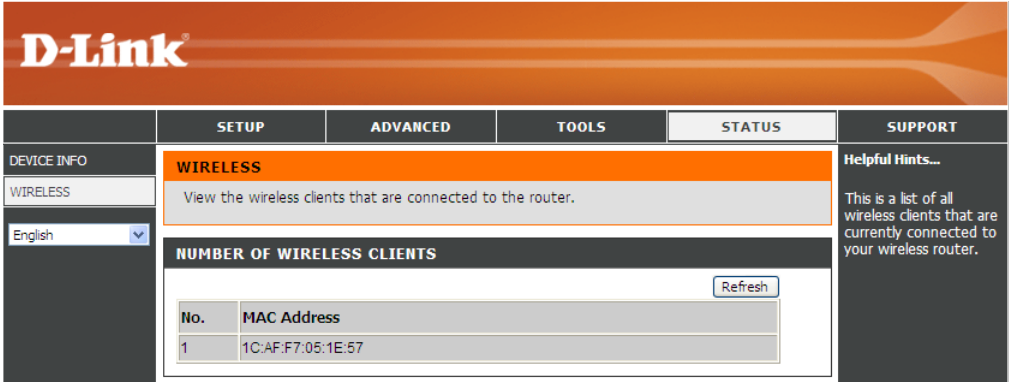 D-Link®
SETUP ADVANCED TOOLS STATUS SUPPORT
DEVICE INFO
WIRELESS
English
WIRELESS
View the wireless clients that are connected to the router.
NUMBER OF WIRELESS CLIENTS
Refresh
No. MAC Address
1 1C:AF:F7:05:1E:57
Helpful Hints...
This is a list of all
wireless clients that are
currently connected to
your wireless router.